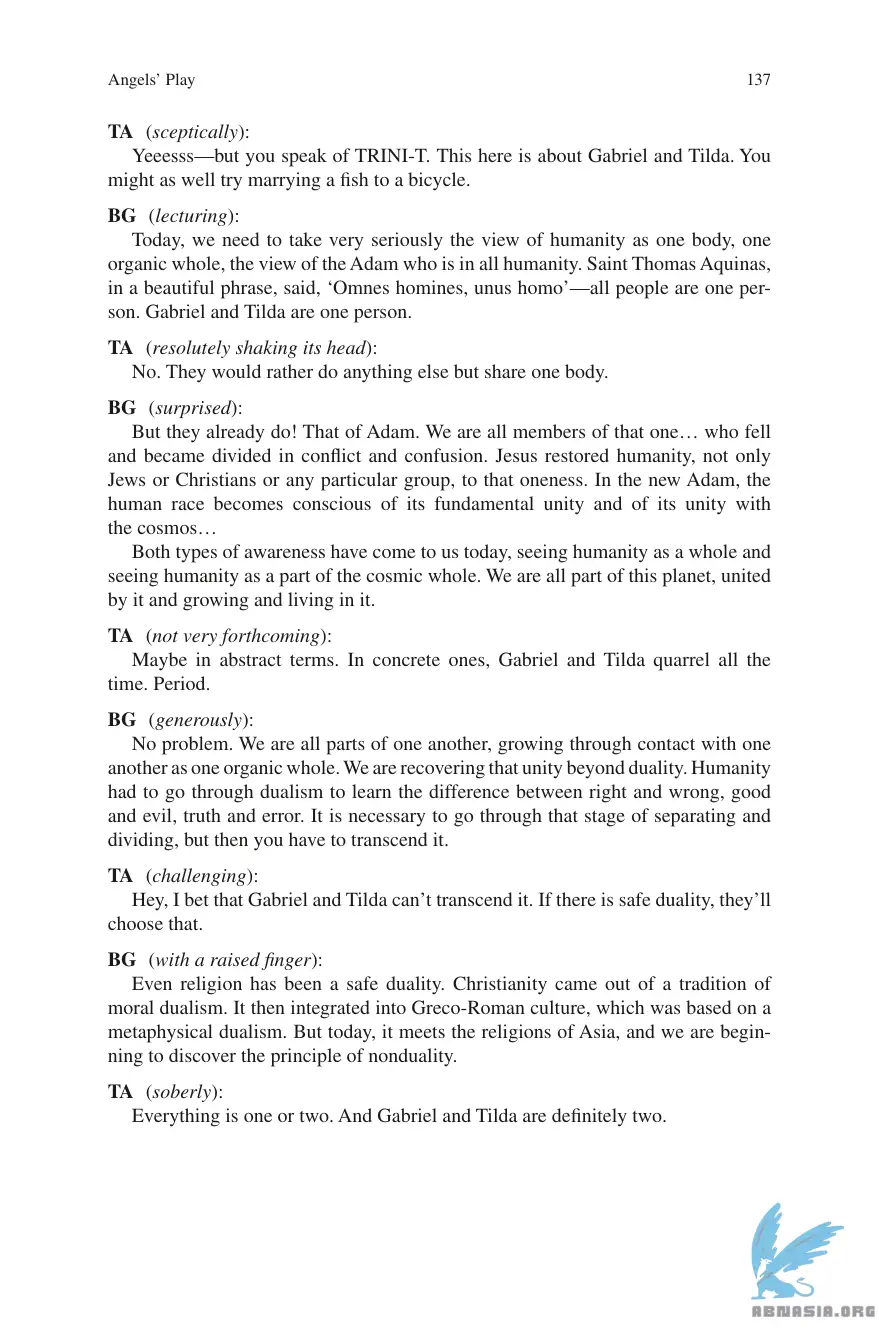 Angels’ Play 137
TA (sceptically):
Yeeesss—but you speak of TRINI-T. This here is about Gabriel and Tilda. You
might as well try marrying a fish to a bicycle.
BG (lecturing):
Today, we need to take very seriously the view of humanity as one body, one
organic whole, the view of the Adam who is in all humanity. Saint Thomas Aquinas,
in a beautiful phrase, said, ‘Omnes homines, unus homo’—all people are one per-
son. Gabriel and Tilda are one person.
TA (resolutely shaking its head):
No. They would rather do anything else but share one body.
BG (surprised):
But they already do! That of Adam. We are all members of that one… who fell
and became divided in conflict and confusion. Jesus restored humanity, not only
Jews or Christians or any particular group, to that oneness. In the new Adam, the
human race becomes conscious of its fundamental unity and of its unity with
the cosmos…
Both types of awareness have come to us today, seeing humanity as a whole and
seeing humanity as a part of the cosmic whole. We are all part of this planet, united
by it and growing and living in it.
TA (not very forthcoming):
Maybe in abstract terms. In concrete ones, Gabriel and Tilda quarrel all the
time. Period.
BG (generously):
No problem. We are all parts of one another, growing through contact with one
another as one organic whole. We are recovering that unity beyond duality. Humanity
had to go through dualism to learn the difference between right and wrong, good
and evil, truth and error. It is necessary to go through that stage of separating and
dividing, but then you have to transcend it.
TA (challenging):
Hey, I bet that Gabriel and Tilda can’t transcend it. If there is safe duality, they’ll
choose that.
BG (with a raised finger):
Even religion has been a safe duality. Christianity came out of a tradition of
moral dualism. It then integrated into Greco-Roman culture, which was based on a
metaphysical dualism. But today, it meets the religions of Asia, and we are begin-
ning to discover the principle of nonduality.
TA (soberly):
Everything is one or two. And Gabriel and Tilda are definitely two.
ABNASIA.ORG